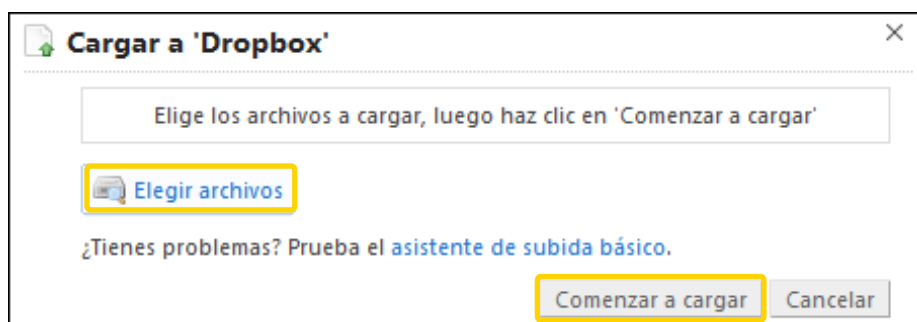 Cargar a 'Dropbox'
Elige los archivos a cargar, luego haz clic en 'Comenzar a cargar'
Elegir archivos
¿Tienes problemas? Prueba el asistente de subida básico.
Comenzar a cargar Cancelar